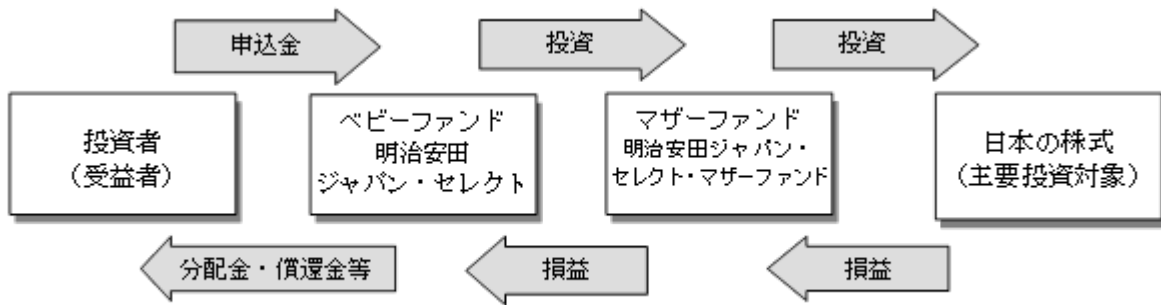 申込金
投資
投資
投資者
(受益者)
ベビーファンド
明治安田
ジャパン・セレクト
マザーファンド
明治安田ジャパン・
セレクト・マザーファンド
日本の株式
(主要投資対象)
分配金・償還金等
損益
損益